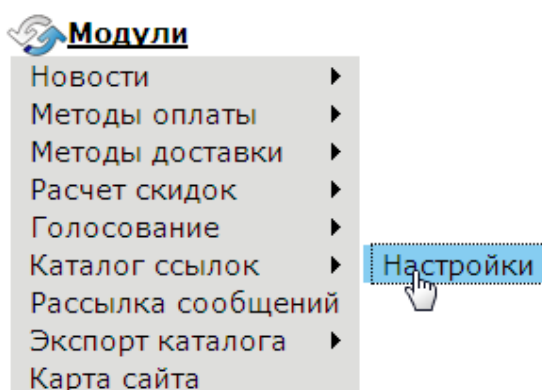 Модули
Новости
Методы оплаты
Методы доставки
Расчет скидок
Голосование
Каталог ссылок
Настройки
Рассылка сообщений
Экспорт каталога
Карта сайта